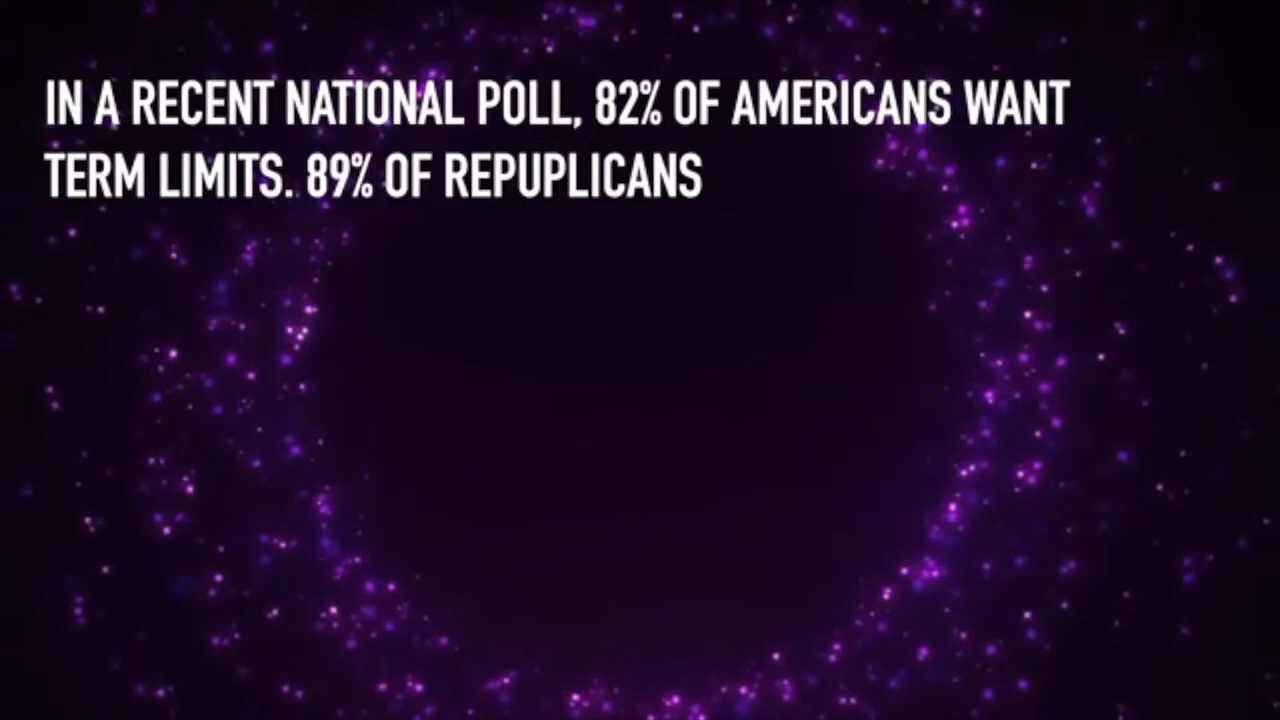 IN A RECENT NATIONAL POLL, 82% OF AMERICANS WANT
TERM LIMITS. 89% OF REPUPLICANS